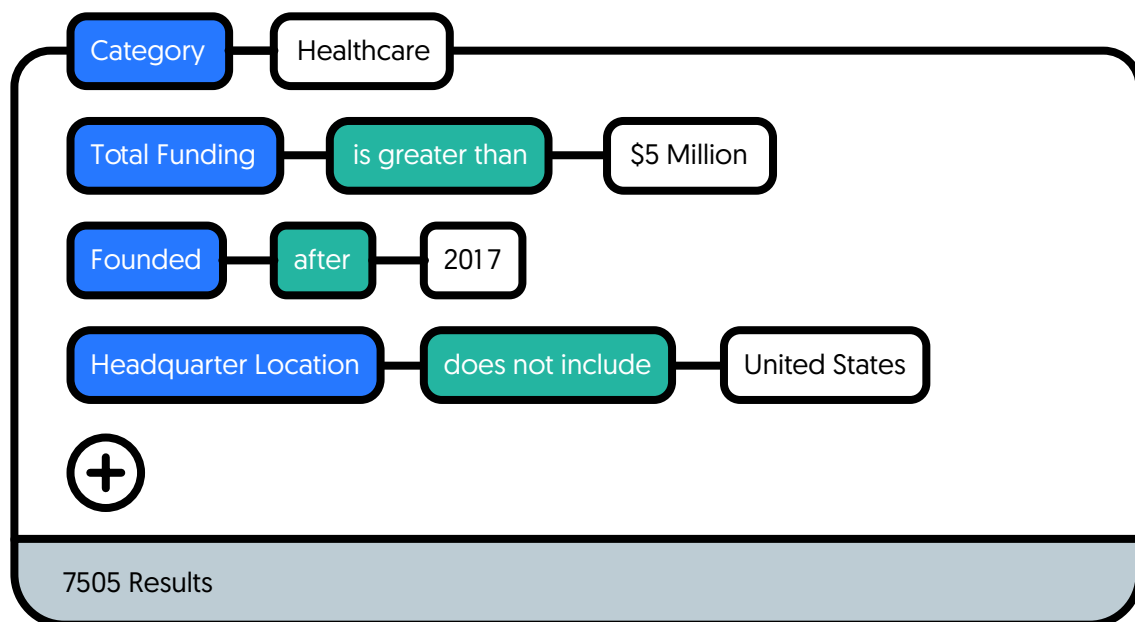 Category Healthcare
Total Funding is greater than $5 Million
Founded after 2017
Headquarter Location does not include United States
7505 Results